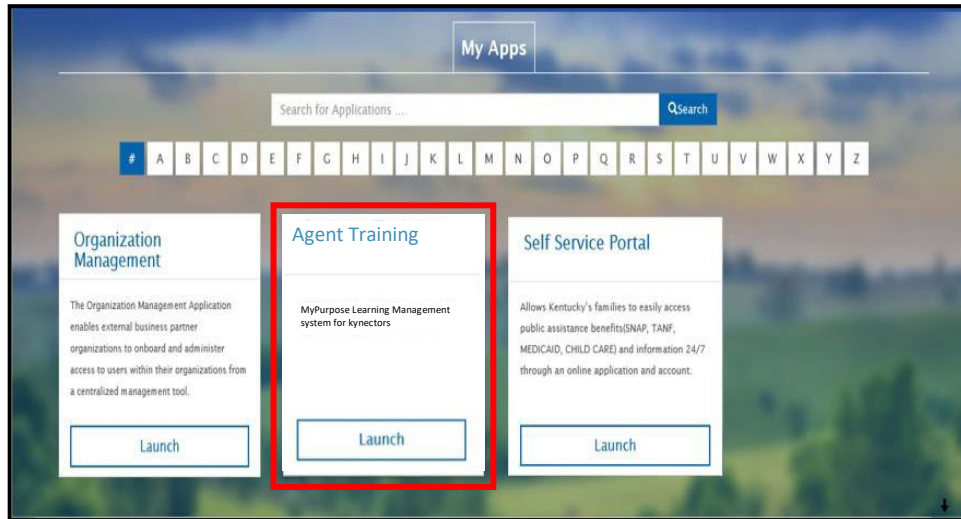 My Apps
Search for Applications ....
Search
# A B C D E F G H I J K L M N O P Q R S T U V W X Y Z
Organization
Management
The Organization Management Application
enables external business partner
organizations to onboard and administer
access to users within their organizations from
a centralized management tool.
Launch
Agent Training
MyPurpose Learning Management
system for kynectors
Launch
Self Service Portal
Allows Kentucky's families to easily access
public assistance benefits(SNAP, TANF,
MEDICAID, CHILD CARE) and information 24/7
through an online application and account.
Launch